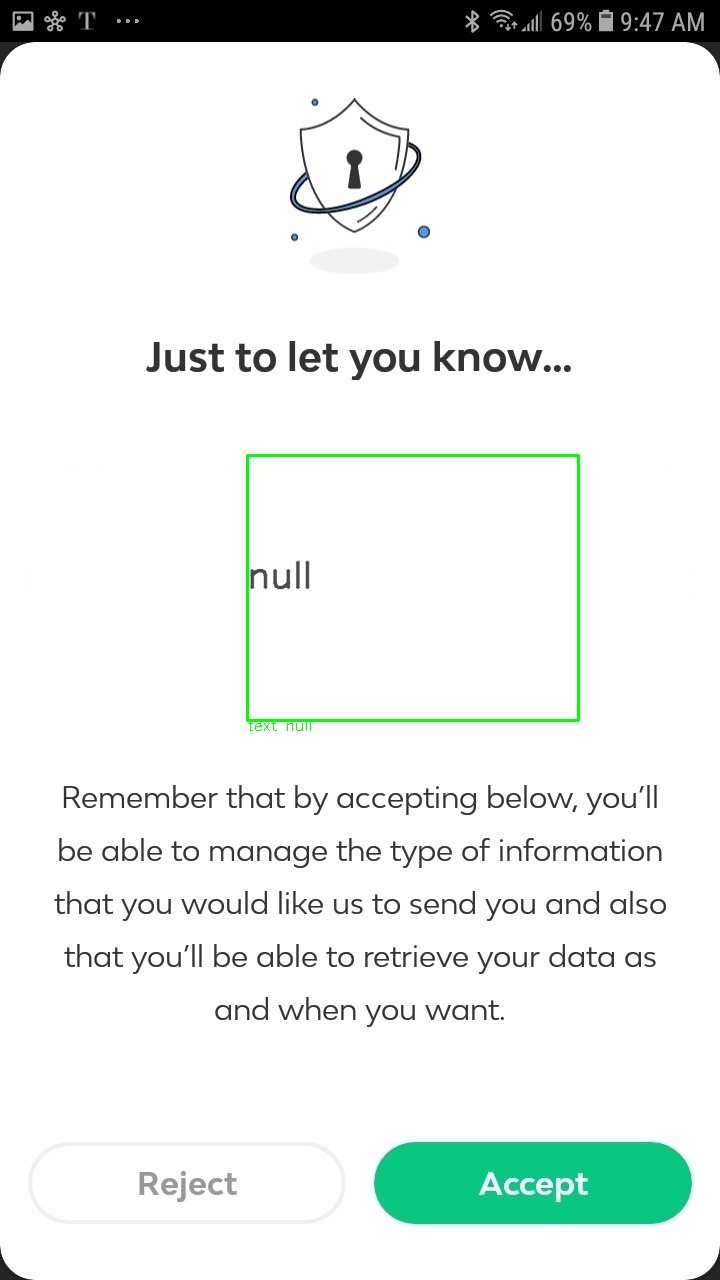 T ... 69% 9:47 AM
Just to let you know...
null
text null
Remember that by accepting below, you'll
be able to manage the type of information
that you would like us to send you and also
that you'll be able to retrieve your data as
and when you want.
Reject Accept